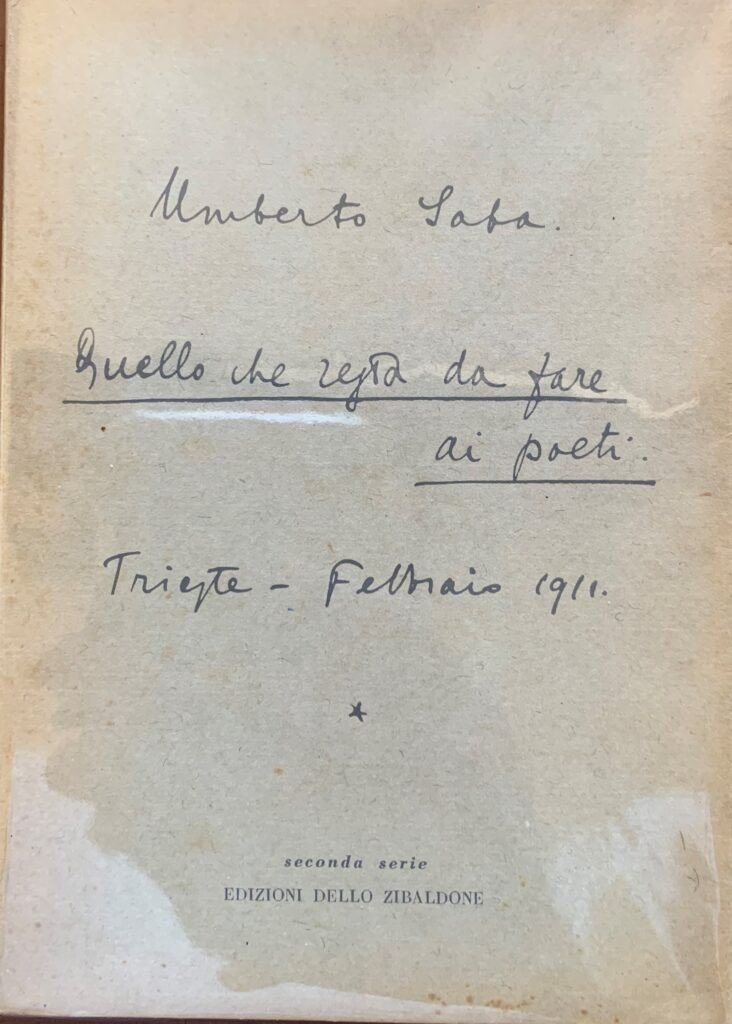 Umberto Saba.
Quello che resta da fare
ai poeti.
Trieste - Febbraio 1911.
seconda serie
EDIZIONI DELLO ZIBALDONE